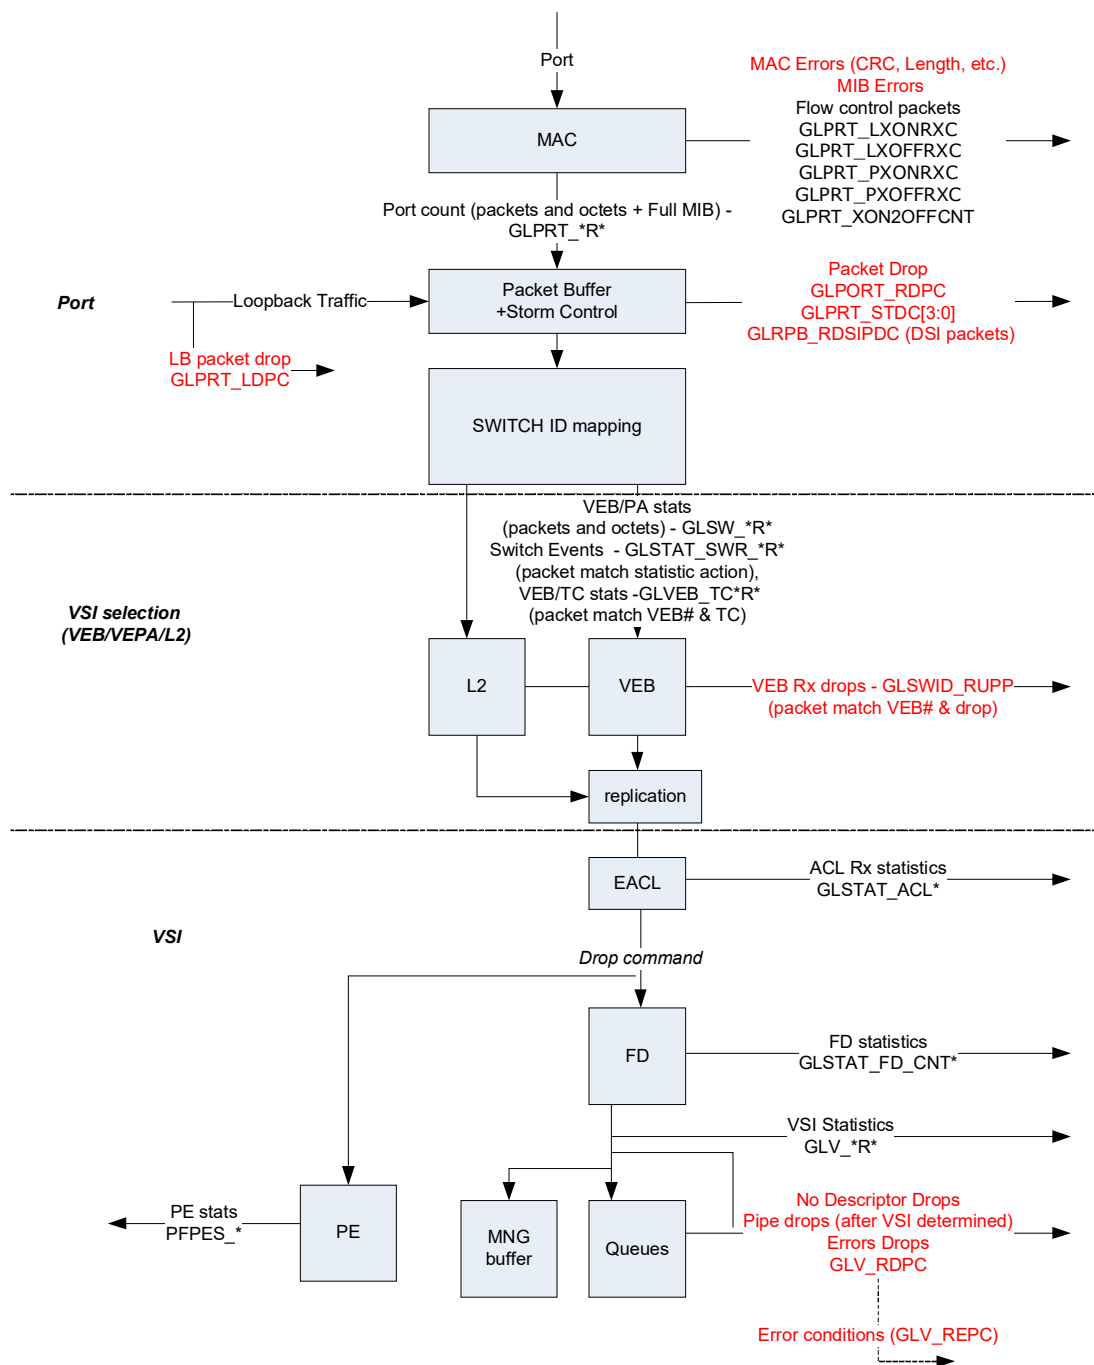 Port
MAC Errors (CRC, Length, etc.)
MIB Errors
Flow control packets
GLPRT_LXONRXC
GLPRT_LXOFFRXC
GLPRT_PXONRXC
GLPRT_PXOFFRXC
GLPRT_XON2OFFCNT
MAC
Port count (packets and octets + Full MIB) -
GLPRT_*R*
Port
Loopback Traffic
Packet Buffer
+Storm Control
Packet Drop
GLPORT_RDPC
GLPRT_STDC[3:0]
GLRPB_RDSIPDC (DSI packets)
LB packet drop
GLPRT_LDPC
SWITCH ID mapping
VEB/PA stats
(packets and octets) - GLSW_*R*
Switch Events - GLSTAT_SWR_*R*
(packet match statistic action),
VEB/TC stats -GLVEB_TC*R*
(packet match VEB# & TC)
VSI selection
(VEB/VEPA/L2)
L2
VEB
VEB Rx drops - GLSWID_RUPP
(packet match VEB# & drop)
replication
EACL
ACL Rx statistics
GLSTAT_ACL*
VSI
Drop command
FD
FD statistics
GLSTAT_FD_CNT*
VSI Statistics
GLV_*R*
PE stats
PFPES_*
PE
MNG
buffer
Queues
No Descriptor Drops
Pipe drops (after VSI determined)
Errors Drops
GLV_RDPC
Error conditions (GLV_REPC)